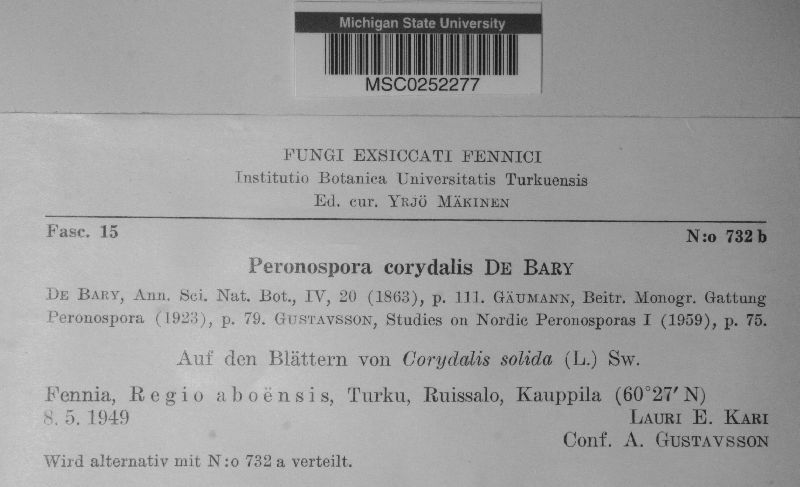 Michigan State University
MSC0252277
FUNGI EXSICCATI FENNICI
Institutio Botanica Universitatis Turkuensis
Ed. cur. YRJÖ MÄKINEN
Fasc. 15 N:o 732 b
Peronospora corydalis DE BARY
DE BARY, Ann. Sci. Nat. Bot., IV, 20 (1863), p. 111. GÄUMANN, Beitr. Monogr. Gattung
Peronospora (1923), p. 79. GUSTAVSSON, Studies on Nordic Peronosporas I (1959), p. 75.
Auf den Blättern von Corydalis solida (L.) Sw.
Fennia, Regio aboënsis, Turku, Ruissalo, Kauppila (60°27′ N)
8. 5. 1949 LAURI E. KARI
Conf. A. GUSTAVSSON
Wird alternativ mit N:o 732 a verteilt.